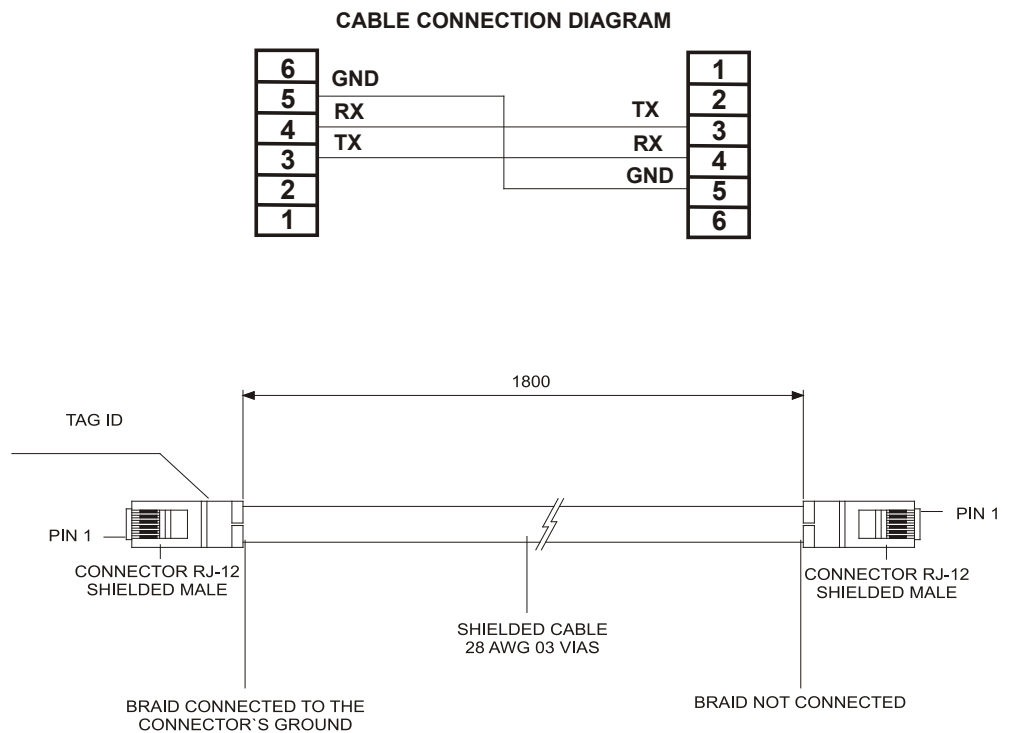 CABLE CONNECTION DIAGRAM
6
5
4
3
2
1
GND
RX
TX
TX
RX
GND
1
2
3
4
5
6
1800
TAG ID
PIN 1
PIN 1
CONNECTOR RJ-12
SHIELDED MALE
CONNECTOR RJ-12
SHIELDED MALE
SHIELDED CABLE
28 AWG 03 VIAS
BRAID CONNECTED TO THE
CONNECTOR`S GROUND
BRAID NOT CONNECTED